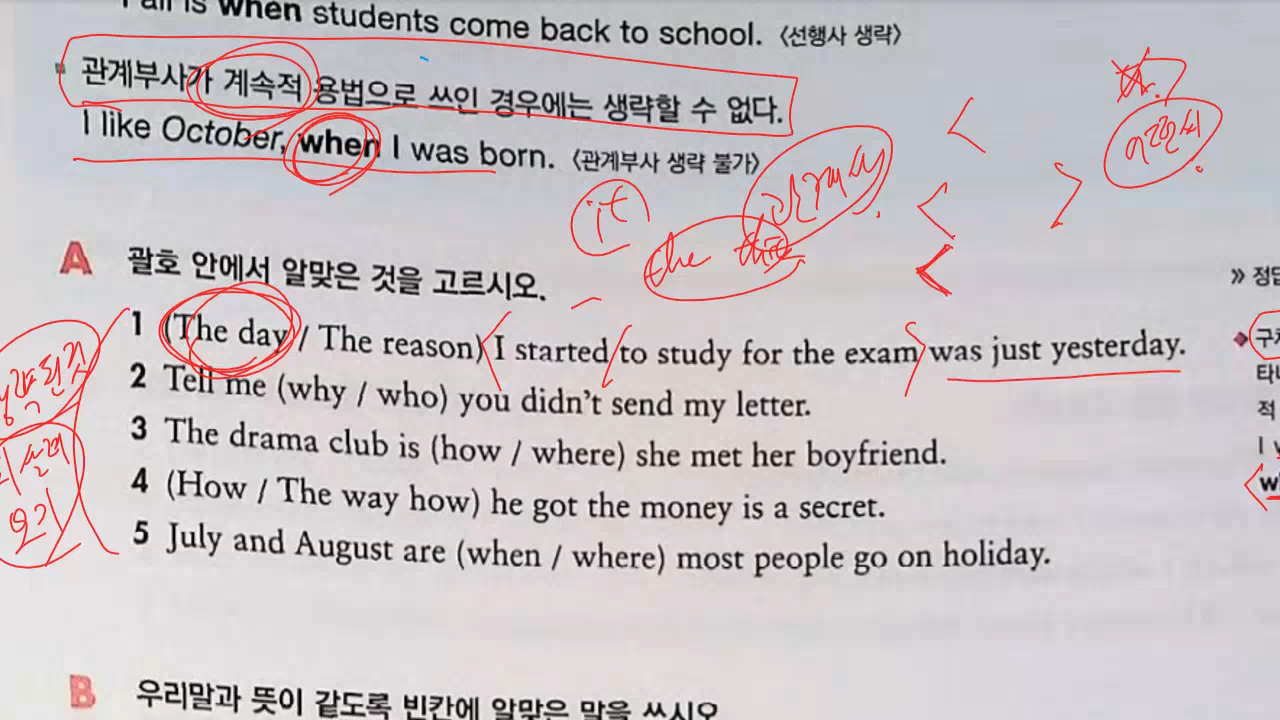 all is when students come back to school. 〈선행사 생략〉
관계부사가 계속적 용법으로 쓰인 경우에는 생략할 수 없다.
I like October, when I was born. 〈관계부사 생략 불가〉
it
the
A 괄호 안에서 알맞은 것을 고르시오.
» 정답
1 (The day / The reason) I started to study for the exam was just yesterday.
2 Tell me (why / who) you didn't send my letter.
3 The drama club is (how / where) she met her boyfriend.
4 (How / The way how) he got the money is a secret.
5 July and August are (when / where) most people go on holiday.
타
적
I
B 우리말과 뜻이 같도록 빈칸에 알맞은 말을 쓰시오